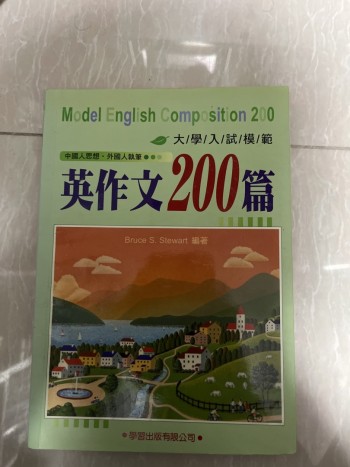 Model English Composition 200
大/學/入/試/模/範
中國人思想・外國人執筆●●●
英作文200篇
Bruce S. Stewart 編著
•學習出版有限公司•